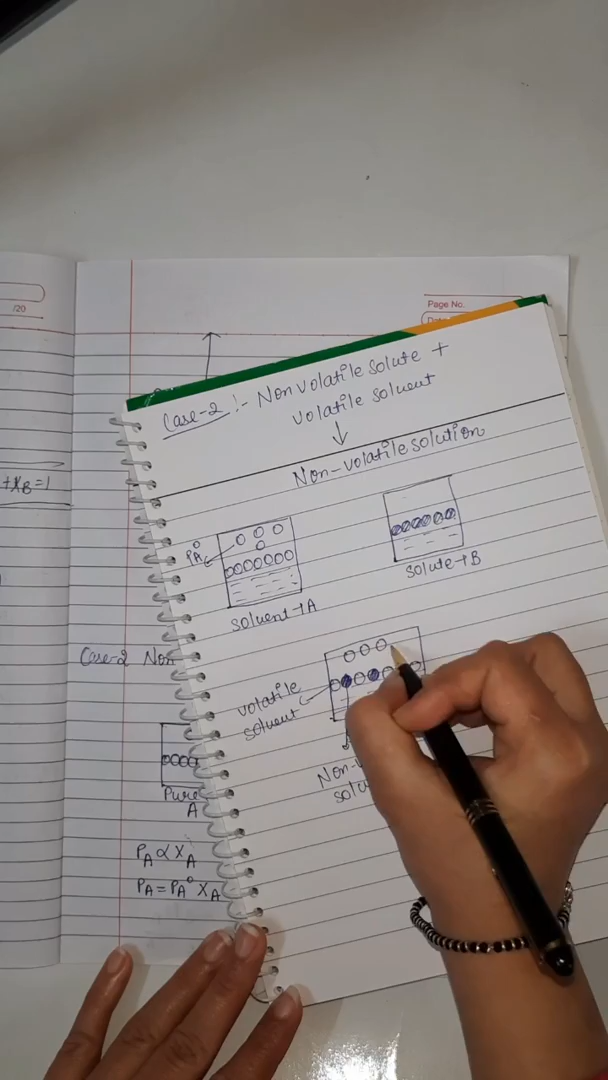 /20
Page No.
+XB=1
Case-2 :- Non volatile solute +
volatile solvent
↓
Non-volatile solution
PA°
solvent → A
solute → B
volatile
solvent
Non-
Case-2 Non
Pure
A
PA ∝ XA
PA = PA° XA